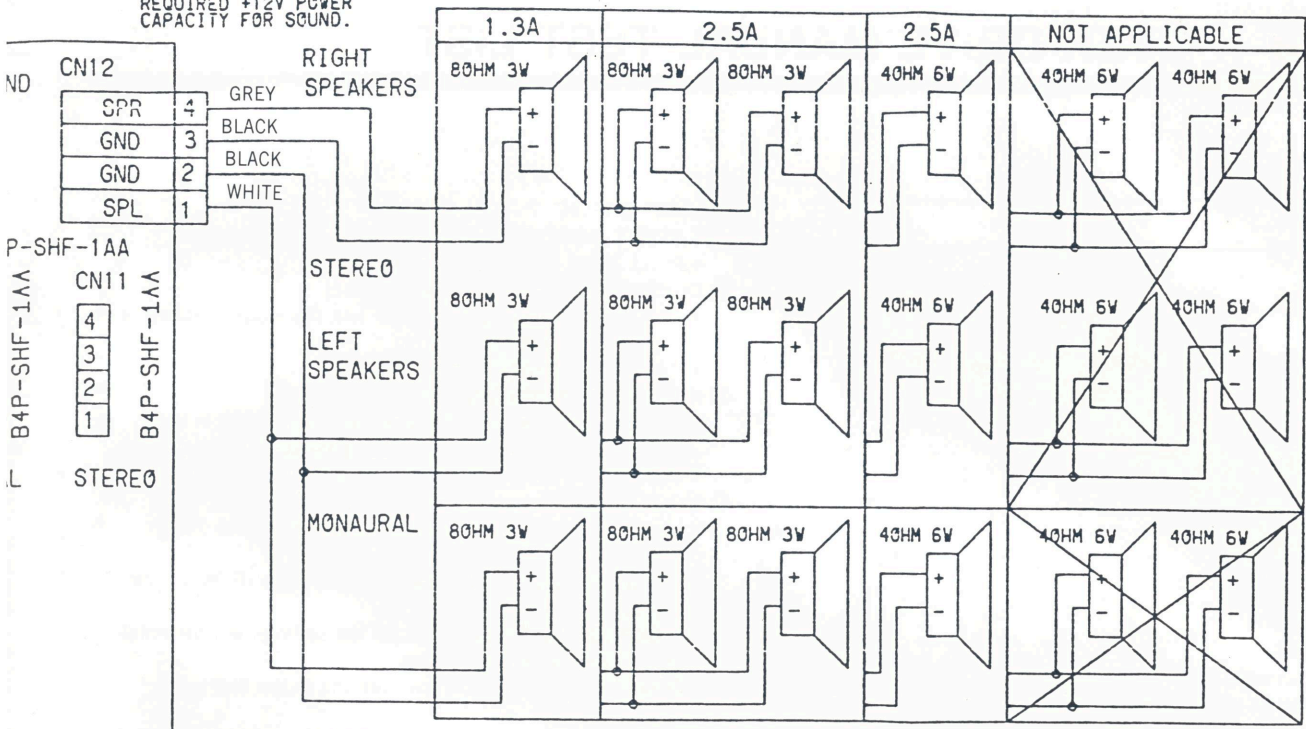 REQUIRED +12V POWER
CAPACITY FOR SOUND.
1.3A
2.5A
2.5A
NOT APPLICABLE
ND
CN12
SPR 4
GND 3
GND 2
SPL 1
GREY
BLACK
BLACK
WHITE
RIGHT
SPEAKERS
8OHM 3W
8OHM 3W
8OHM 3W
4OHM 6W
4OHM 6W
4OHM 6W
+
−
+
−
+
−
+
−
+
−
+
−
P-SHF-1AA
CN11
4
3
2
1
B4P-SHF-1AA
B4P-SHF-1AA
L
STEREO
STEREO
LEFT
SPEAKERS
8OHM 3W
8OHM 3W
8OHM 3W
4OHM 6W
4OHM 6W
4OHM 6W
+
−
+
−
+
−
+
−
+
−
+
−
MONAURAL
8OHM 3W
8OHM 3W
8OHM 3W
4OHM 6W
4OHM 6W
4OHM 6W
+
−
+
−
+
−
+
−
+
−
+
−